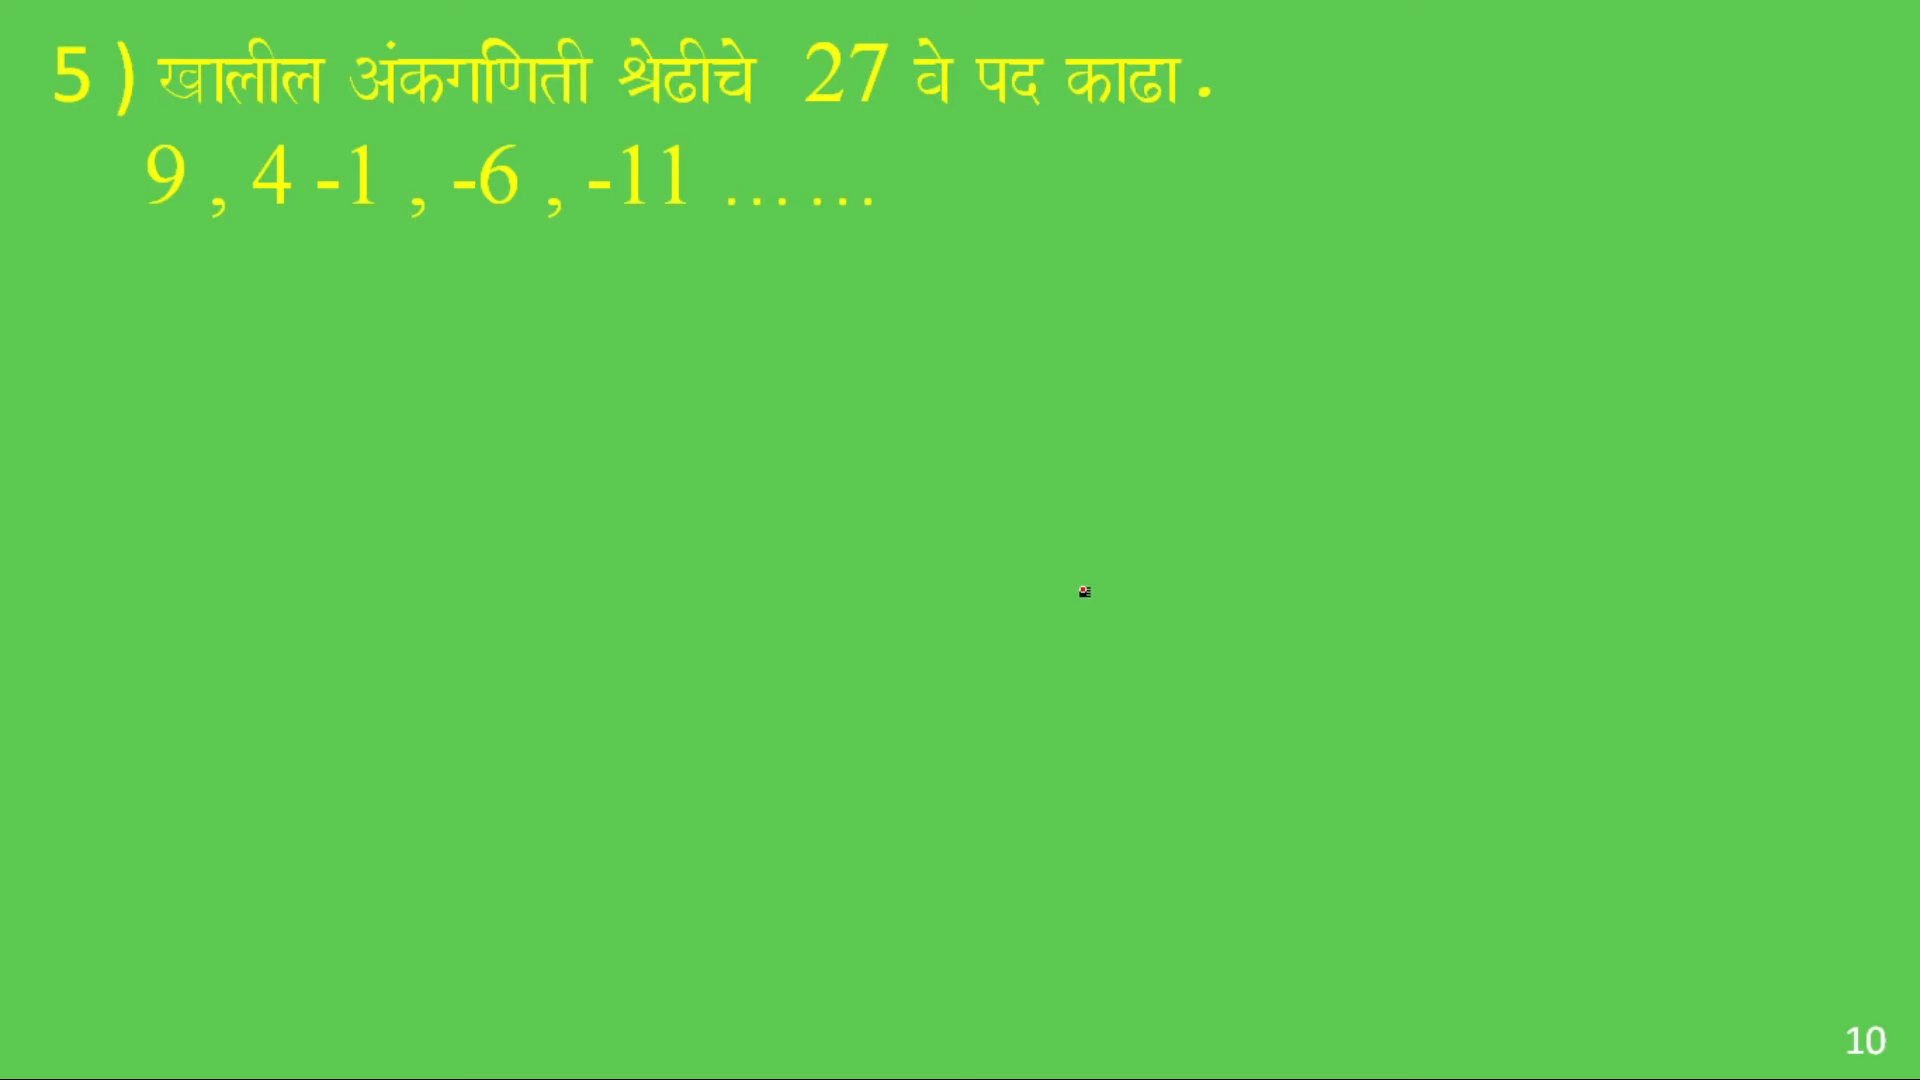 5 ) खालील अंकगणिती श्रेढीचे 27 वे पद काढा .
9 , 4 -1 , -6 , -11 ……
10